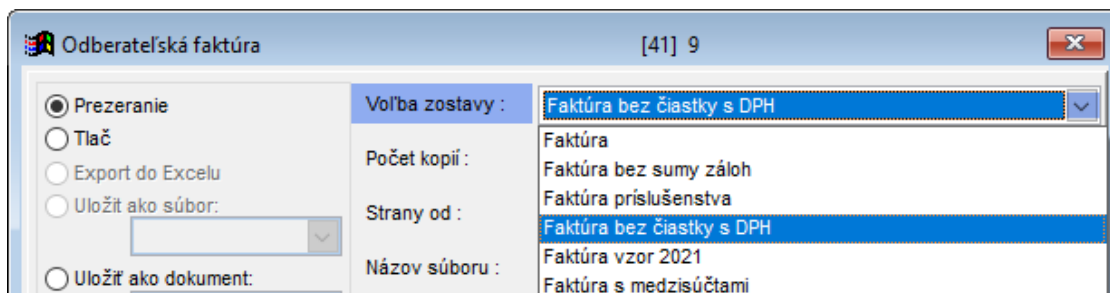 Odberateľská faktúra [41] 9
Prezeranie
Tlač
Export do Excelu
Uložit ako súbor:
Uložiť ako dokument:
Voľba zostavy :
Počet kopií :
Strany od :
Názov súboru :
Faktúra bez čiastky s DPH
Faktúra
Faktúra bez sumy záloh
Faktúra príslušenstva
Faktúra bez čiastky s DPH
Faktúra vzor 2021
Faktúra s medzisúčtami